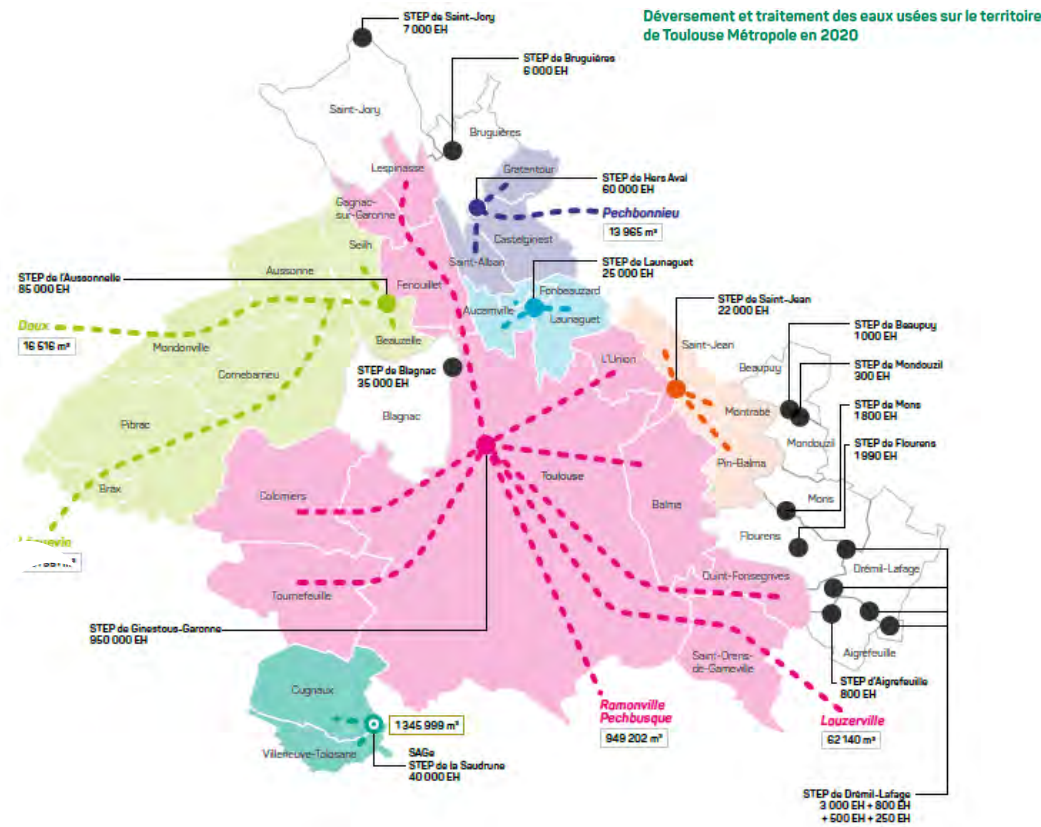 Déversement et traitement des eaux usées sur le territoire
de Toulouse Métropole en 2020
STEP de Saint-Jory
7 000 EH
STEP de Bruguières
6 000 EH
Saint-Jory
Bruguières
Lespinasse
Gratentour
STEP de Hers Aval
60 000 EH
Gagnac-
sur-Garonne
Pechbonnieu
13 965 m³
Castelginest
Seilh
Saint-Alban
Aussonne
STEP de l'Aussonnelle
85 000 EH
Fenouillet
STEP de Launaguet
25 000 EH
Fonbeauzard
Aucamville
Launaguet
STEP de Saint-Jean
22 000 EH
Daux
16 516 m³
Mondonville
Beauzelle
Saint-Jean
STEP de Beaupuy
1 000 EH
L'Union
Beaupuy
Cornebarrieu
STEP de Blagnac
35 000 EH
STEP de Mondouzil
300 EH
Blagnac
Montrabé
STEP de Mons
1 800 EH
Pibrac
Mondouzil
STEP de Flourens
1 990 EH
Pin-Balma
Toulouse
Brax
Colomiers
Balma
Mons
Flourens
Drémil-Lafage
Quint-Fonsegrives
Tournefeuille
STEP de Ginestous-Garonne
950 000 EH
Saint-Orens-
de-Gameville
Aigrefeuille
STEP d'Aigrefeuille
800 EH
Cugnaux
Ramonville
Pechbusque
949 202 m³
Lauzerville
62 140 m³
1 345 999 m³
Villeneuve-Tolosane
SAGe
STEP de la Saudrune
40 000 EH
STEP de Drémil-Lafage
3 000 EH + 800 EH
+ 500 EH + 250 EH